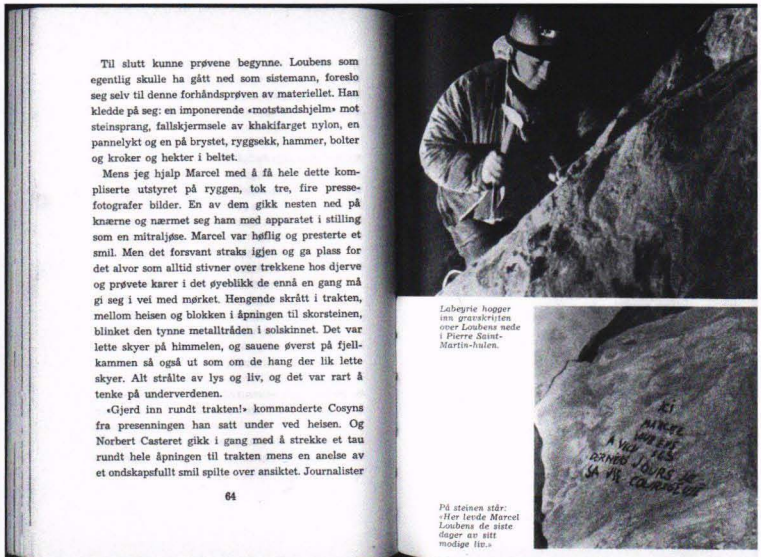 Til slutt kunne prøvene begynne. Loubens som
egentlig skulle ha gått ned som sistemann, foreslo
seg selv til denne forhåndsprøven av materiellet. Han
kledde på seg: en imponerende «motstandshjelm» mot
steinsprang, fallskjermsele av khakifarget nylon, en
pannelykt og en på brystet, ryggsekk, hammer, bolter
og kroker og hekter i beltet.
Mens jeg hjalp Marcel med å få hele dette kom-
pliserte utstyret på ryggen, tok tre, fire presse-
fotografer bilder. En av dem gikk nesten ned på
knærne og nærmet seg ham med apparatet i stilling
som en mitraljøse. Marcel var høflig og presterte et
smil. Men det forsvant straks igjen og ga plass for
det alvor som alltid stivner over trekkene hos djerve
og prøvete karer i det øyeblikk de ennå en gang må
gi seg i vei med mørket. Hengende skrått i trakten,
mellom heisen og blokken i åpningen til skorsteinen,
blinket den tynne metalltråden i solskinnet. Det var
lette skyer på himmelen, og sauene øverst på fjell-
kammen så også ut som om de hang der lik lette
skyer. Alt strålte av lys og liv, og det var rart å
tenke på underverdenen.
«Gjerd inn rundt trakten!» kommanderte Cosyns
fra presenningen han satt under ved heisen. Og
Norbert Casteret gikk i gang med å strekke et tau
rundt hele åpningen til trakten mens en anelse av
et ondskapsfullt smil spilte over ansiktet. Journalister
64
Labeyrie hogger
inn gravskriften
over Loubens nede
i Pierre Saint-
Martin-hulen.
ICI
MARCEL
LOUBENS
A VECU LES
DERNIERS JOURS DE
SA VIE COURAGEUSE
På steinen står:
«Her levde Marcel
Loubens de siste
dager av sitt
modige liv.»